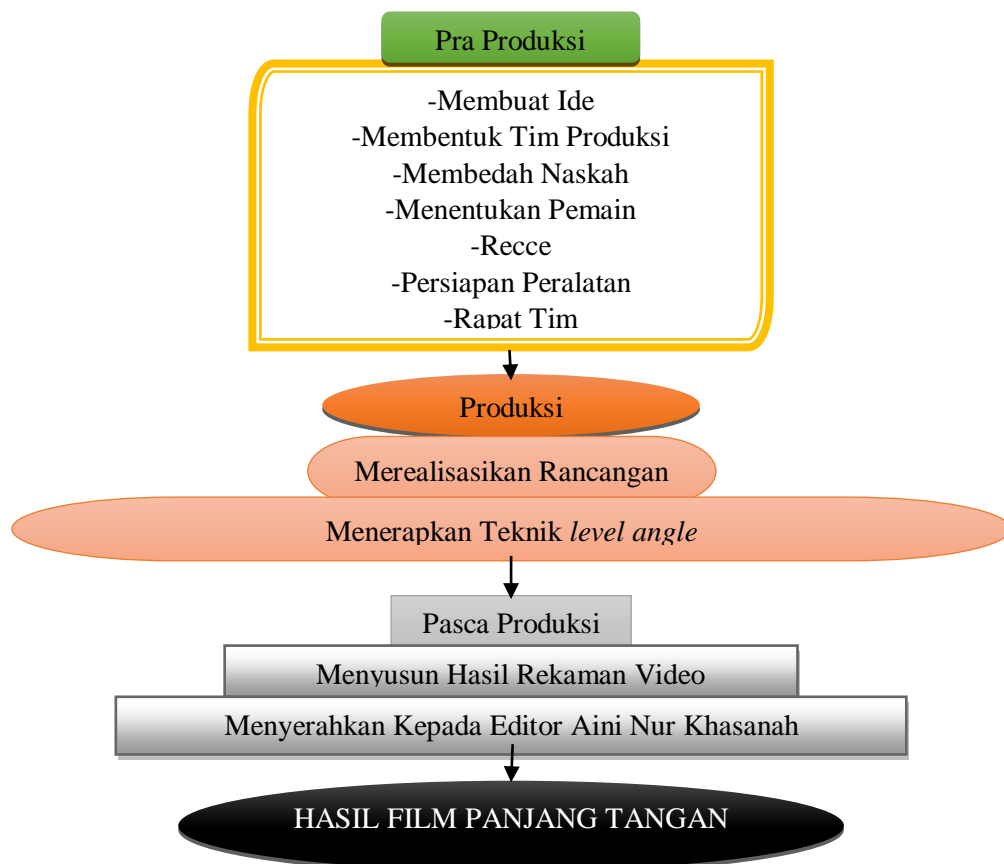 Pra Produksi
-Membuat Ide
-Membentuk Tim Produksi
-Membedah Naskah
-Menentukan Pemain
-Recce
-Persiapan Peralatan
-Rapat Tim
Produksi
Merealisasikan Rancangan
Menerapkan Teknik level angle
Pasca Produksi
Menyusun Hasil Rekaman Video
Menyerahkan Kepada Editor Aini Nur Khasanah
HASIL FILM PANJANG TANGAN